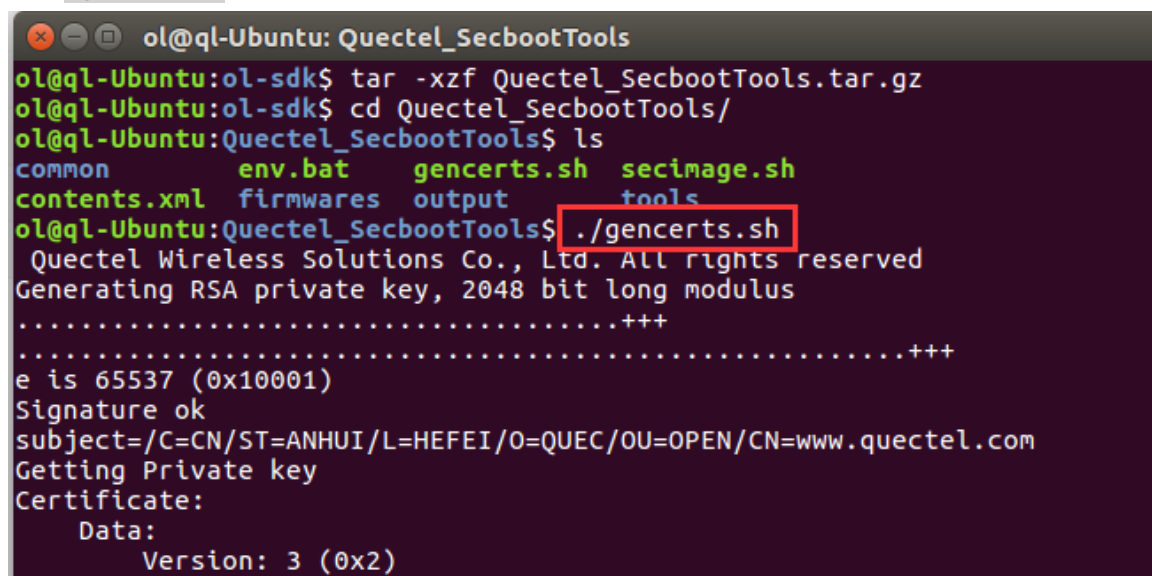 ol@ql-Ubuntu: Quectel_SecbootTools
ol@ql-Ubuntu:ol-sdk$ tar -xzf Quectel_SecbootTools.tar.gz
ol@ql-Ubuntu:ol-sdk$ cd Quectel_SecbootTools/
ol@ql-Ubuntu:Quectel_SecbootTools$ ls
common env.bat gencerts.sh secimage.sh
contents.xml firmwares output tools
ol@ql-Ubuntu:Quectel_SecbootTools$ ./gencerts.sh
Quectel Wireless Solutions Co., Ltd. All rights reserved
Generating RSA private key, 2048 bit long modulus
......................................+++
........................................................+++
e is 65537 (0x10001)
Signature ok
subject=/C=CN/ST=ANHUI/L=HEFEI/O=QUEC/OU=OPEN/CN=www.quectel.com
Getting Private key
Certificate:
Data:
Version: 3 (0x2)